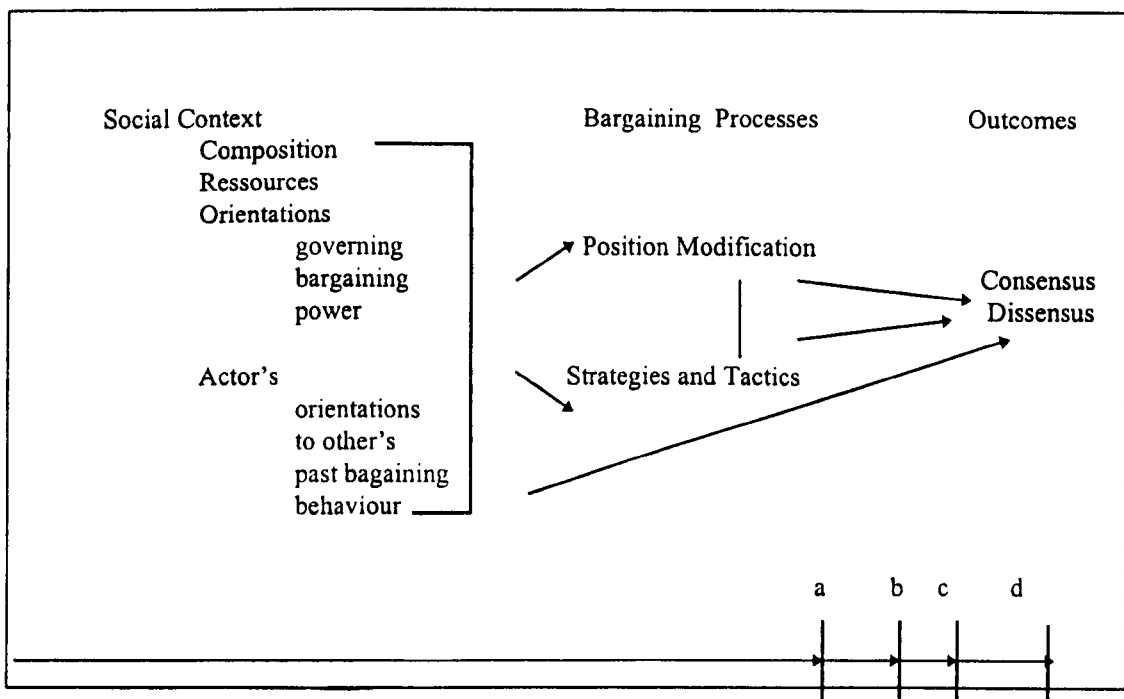 Social Context
Bargaining Processes
Outcomes
Composition
Ressources
Orientations
governing
bargaining
power
Position Modification
Consensus
Dissensus
Actor's
Strategies and Tactics
orientations
to other's
past bagaining
behaviour
a
b
c
d